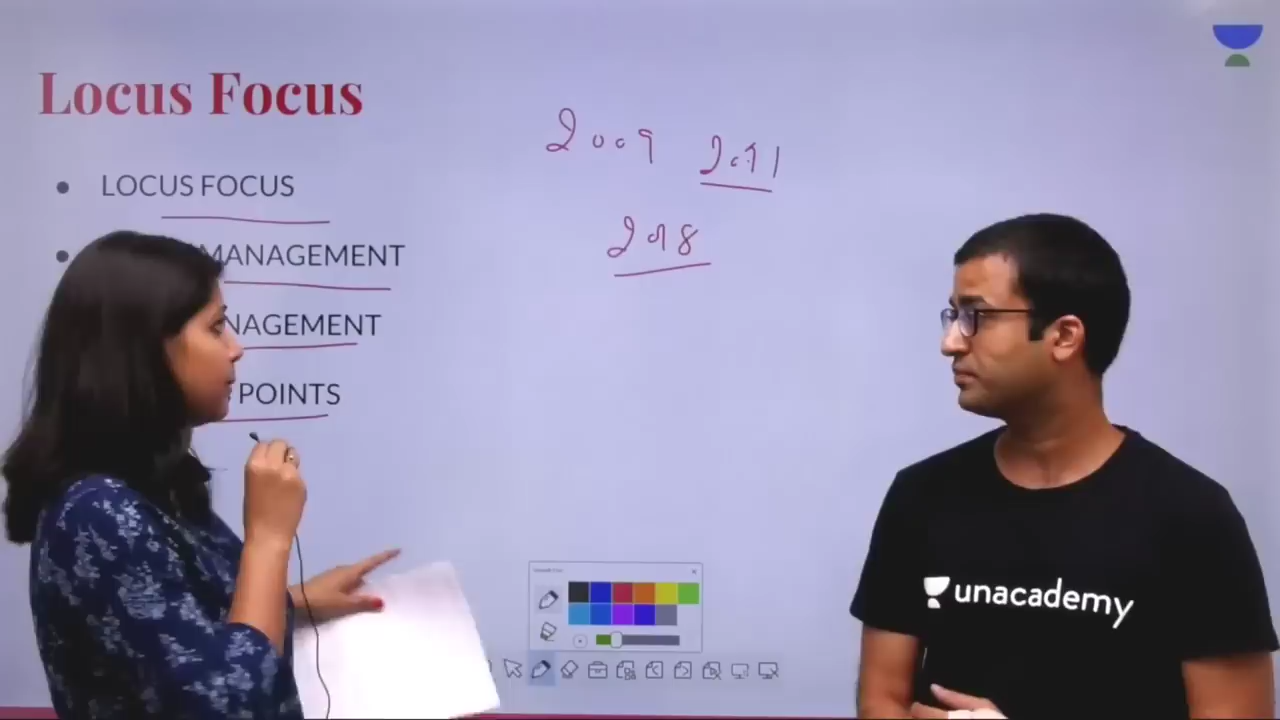 Locus Focus
LOCUS FOCUS
MANAGEMENT
NAGEMENT
POINTS
2009 2011
2018
unacademy